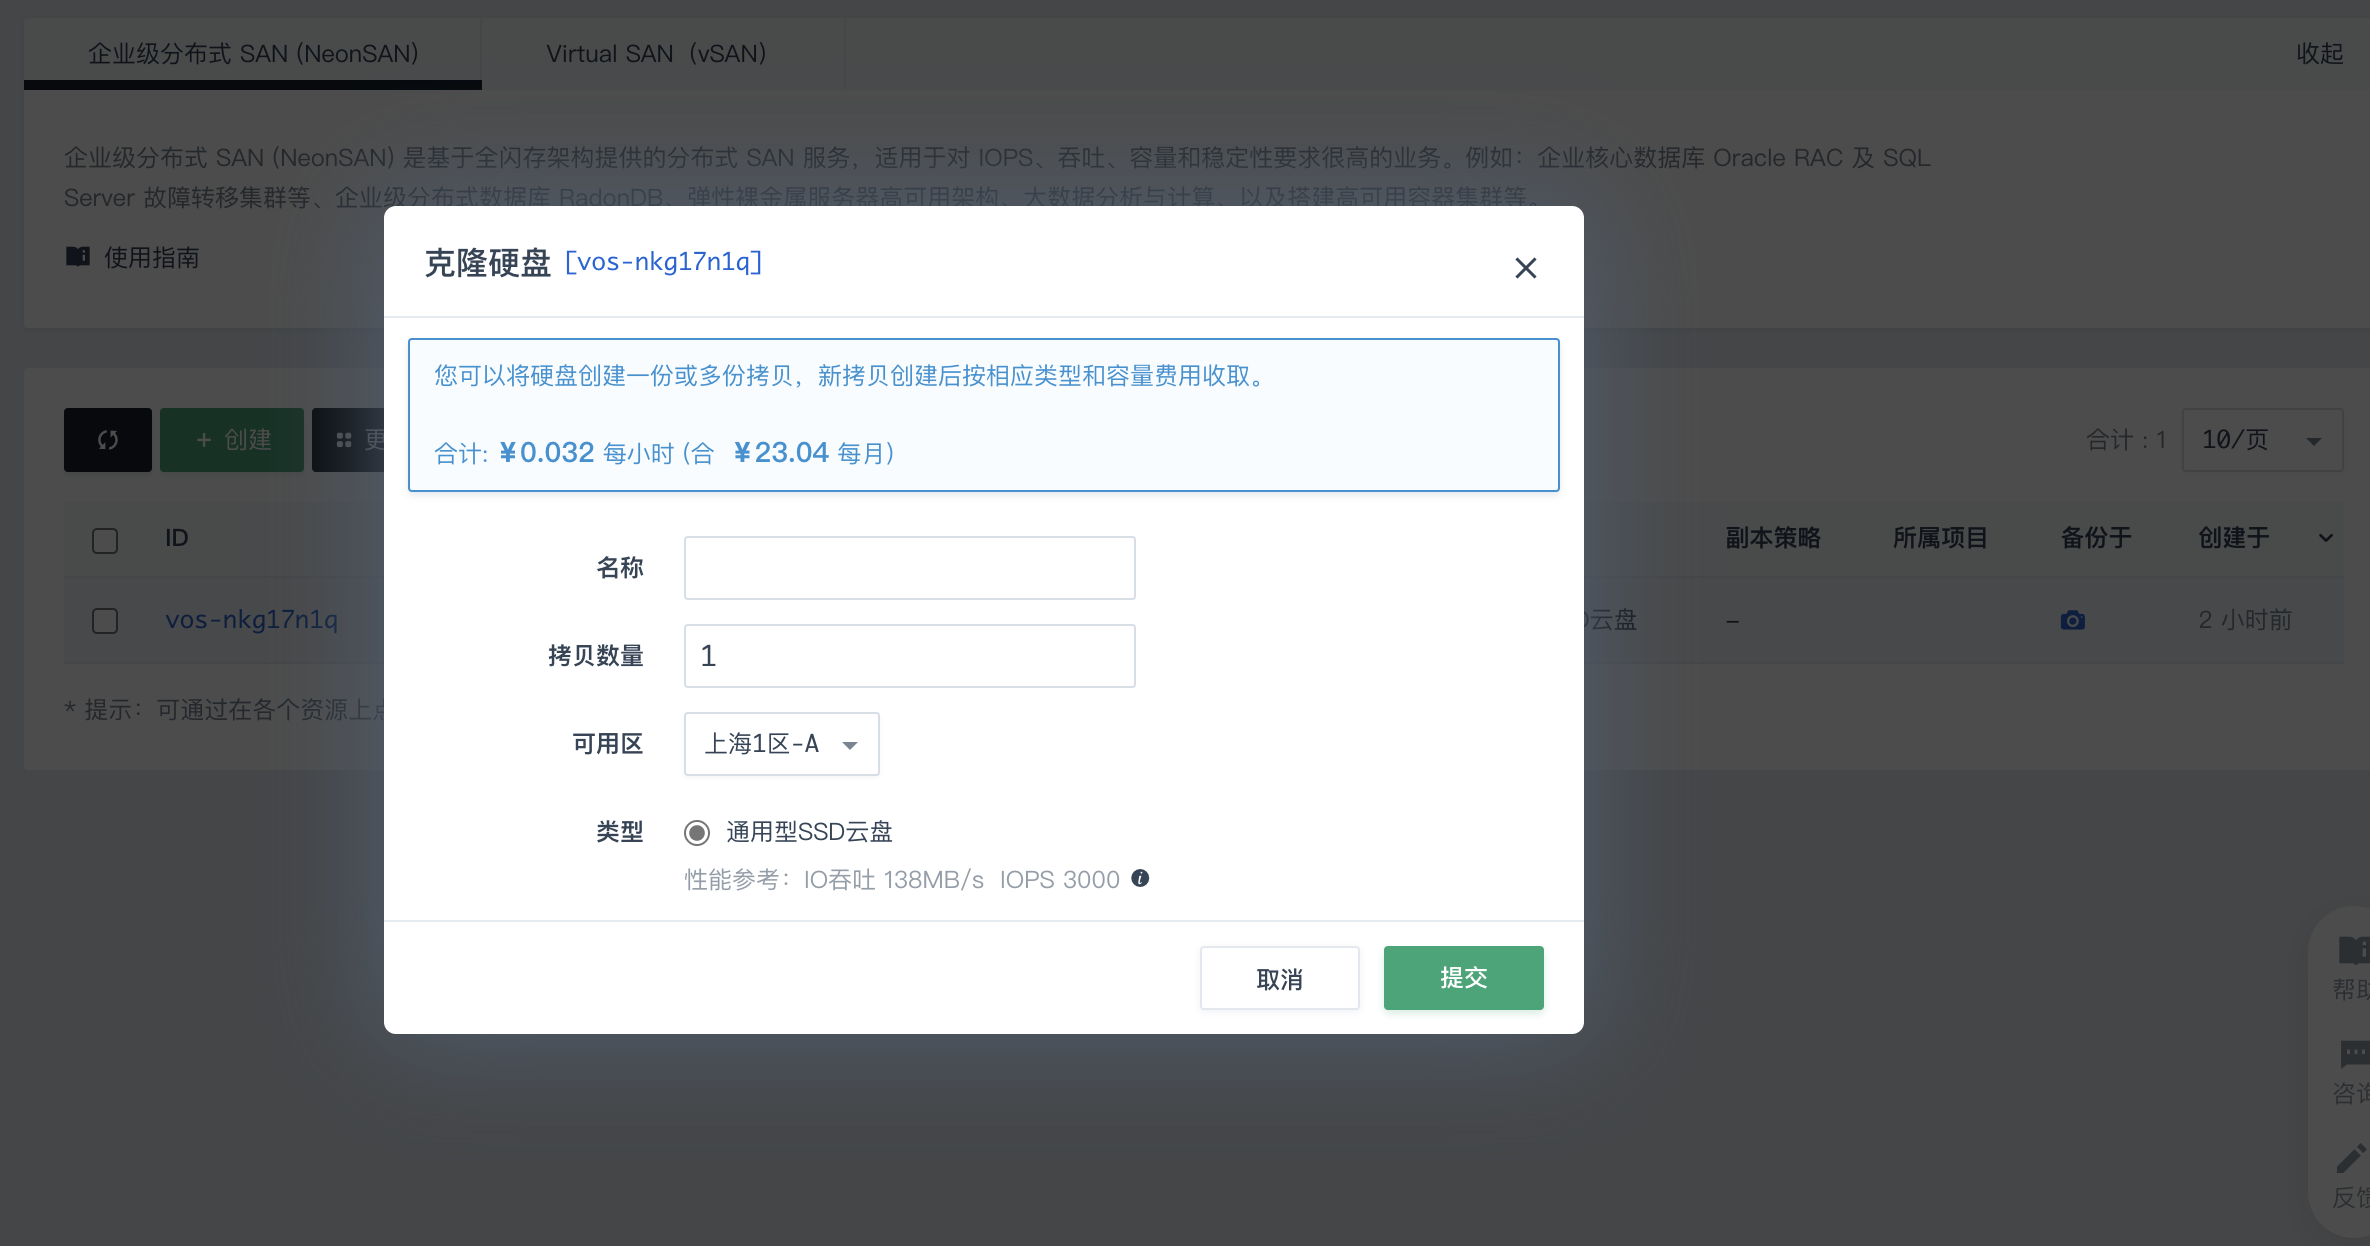 企业级分布式 SAN (NeonSAN)
Virtual SAN（vSAN）
收起
企业级分布式 SAN (NeonSAN) 是基于全闪存架构提供的分布式 SAN 服务，适用于对 IOPS、吞吐、容量和稳定性要求很高的业务。例如：企业核心数据库 Oracle RAC 及 SQL
Server 故障转移集群等、企业级分布式数据库 RadonDB、弹性裸金属服务器高可用架构、大数据分析与计算、以及搭建高可用容器集群等。
使用指南
克隆硬盘 [vos-nkg17n1q]
您可以将硬盘创建一份或多份拷贝，新拷贝创建后按相应类型和容量费用收取。
合计: ¥0.032 每小时 (合 ¥23.04 每月)
+ 创建
更
合计 : 1
10/页
ID
副本策略
所属项目
备份于
创建于
vos-nkg17n1q
云盘
–
2 小时前
* 提示：可通过在各个资源上
名称
拷贝数量
1
可用区
上海1区-A
类型
通用型SSD云盘
性能参考：IO吞吐 138MB/s IOPS 3000
取消
提交
帮助
咨询
反馈